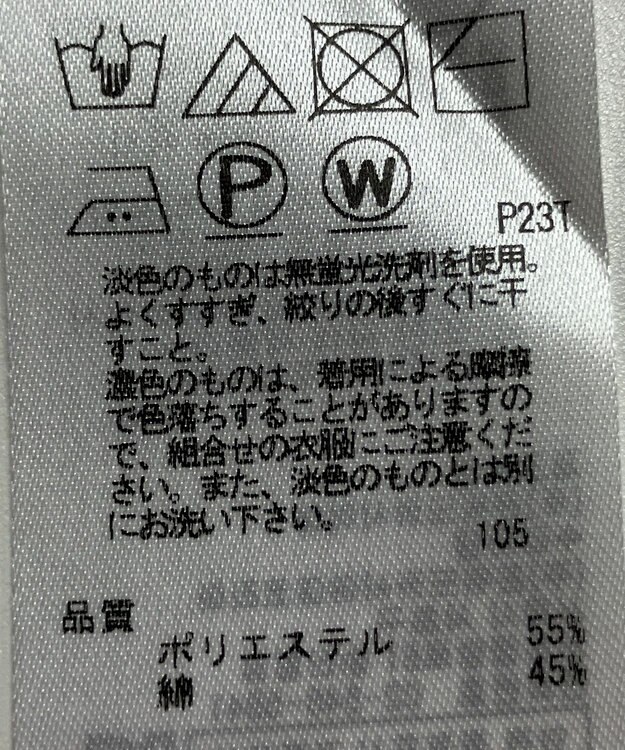 P
W
P23T
淡色のものは無蛍光洗剤を使用。
よくすすぎ、絞りの後すぐに干
すこと。
濃色のものは、着用による摩擦
で色落ちすることがありますの
で、組合せの衣服にご注意くだ
さい。また、淡色のものとは別
にお洗い下さい。
105
品質
ポリエステル 55%
綿 45%